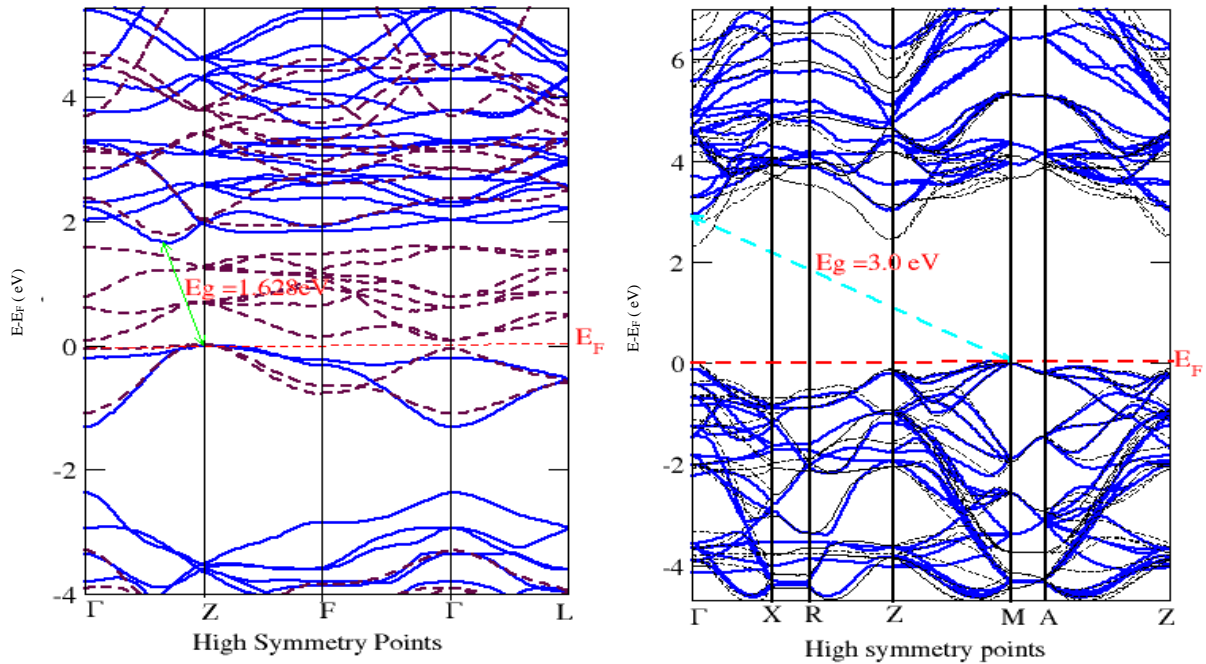 4
2
0
-2
-4
E-E_F ( eV)
Eg =1.628eV
E_F
Γ Z F Γ L
High Symmetry Points
6
4
2
0
-2
-4
E-E_F ( eV)
Eg =3.0 eV
E_F
Γ X R Z M A Z
High symmetry points